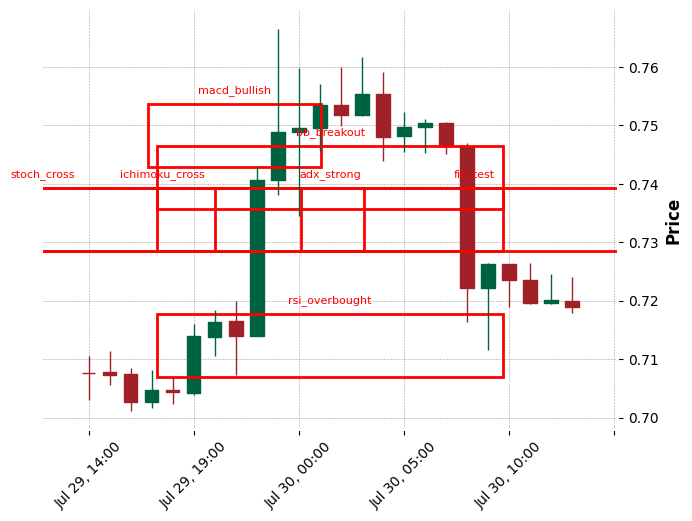 macd_bullish
bb_breakout
stoch_cross
ichimoku_cross
adx_strong
fib_test
rsi_overbought
0.76
0.75
0.74
0.73
0.72
0.71
0.70
Price
Jul 29, 14:00
Jul 29, 19:00
Jul 30, 00:00
Jul 30, 05:00
Jul 30, 10:00